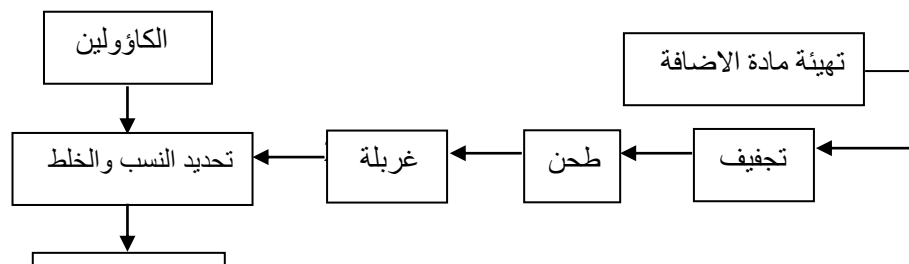 الكاؤولين
تهيئة مادة الاضافة
تجفيف
طحن
غربلة
تحديد النسب والخلط